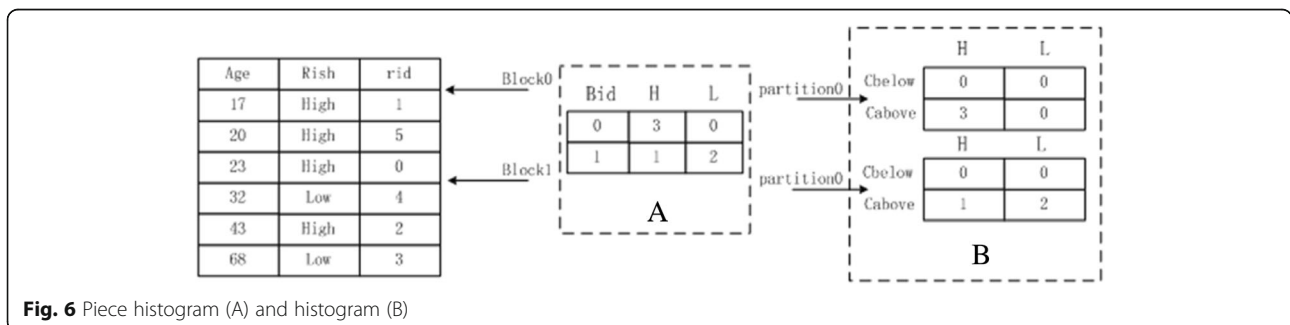 Age Rish rid
17 High 1
20 High 5
23 High 0
32 Low 4
43 High 2
68 Low 3
Block0
Block1
Bid H L
0 3 0
1 1 2
A
partition0
partition0
H L
Cbelow 0 0
Cabove 3 0
H L
Cbelow 0 0
Cabove 1 2
B
Fig. 6 Piece histogram (A) and histogram (B)